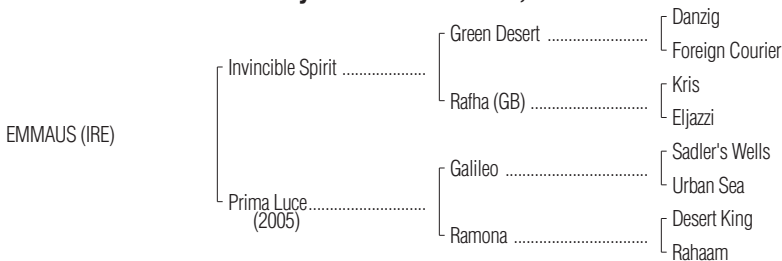 Danzig
Green Desert ......................
Foreign Courier
Invincible Spirit ....................
Kris
Rafha (GB) ..........................
Eljazzi
EMMAUS (IRE)
Sadler's Wells
Galileo ................................
Urban Sea
Prima Luce...........................
(2005)
Desert King
Ramona ..............................
Rahaam